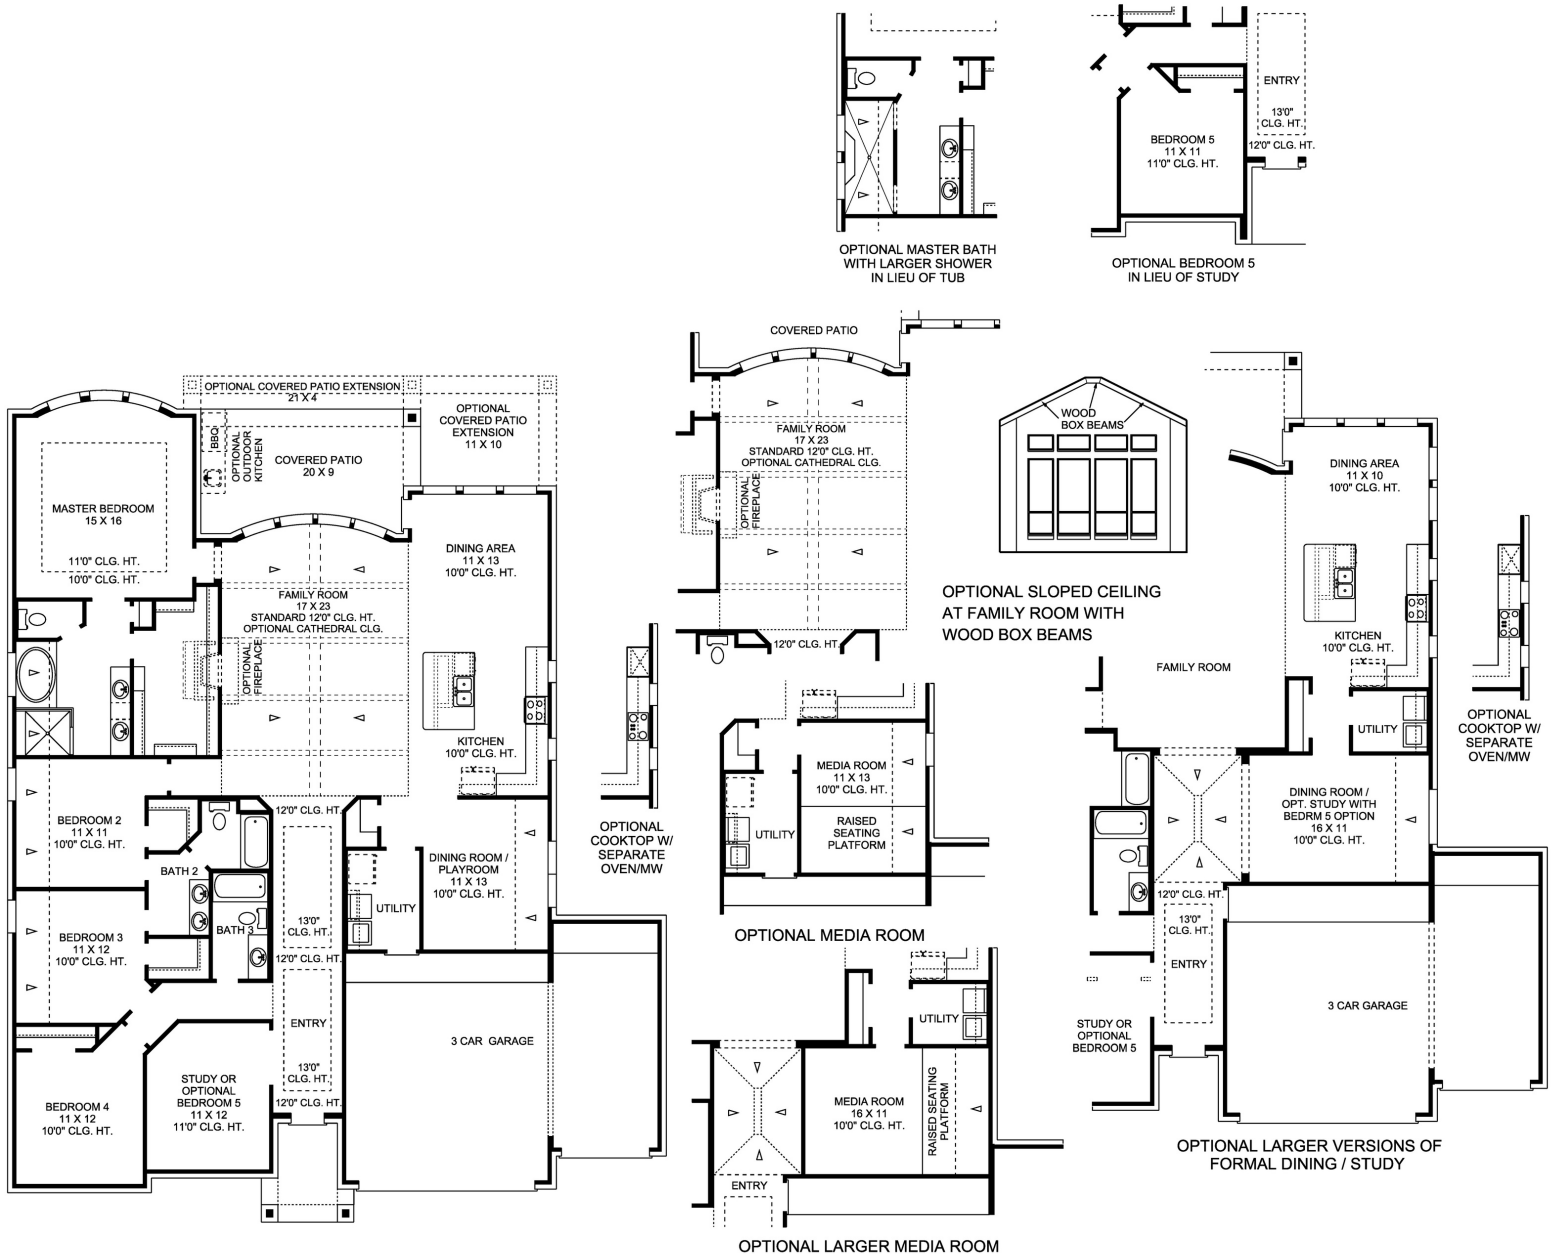 OPTIONAL MASTER BATH
WITH LARGER SHOWER
IN LIEU OF TUB
ENTRY
13'0"
CLG. HT.
12'0" CLG. HT.
BEDROOM 5
11 X 11
11'0" CLG. HT.
OPTIONAL BEDROOM 5
IN LIEU OF STUDY
OPTIONAL COVERED PATIO EXTENSION
21 X 4
OPTIONAL
COVERED PATIO
EXTENSION
11 X 10
BBQ
OPTIONAL
OUTDOOR
KITCHEN
COVERED PATIO
20 X 9
MASTER BEDROOM
15 X 16
11'0" CLG. HT.
10'0" CLG. HT.
DINING AREA
11 X 13
10'0" CLG. HT.
FAMILY ROOM
17 X 23
STANDARD 12'0" CLG. HT.
OPTIONAL CATHEDRAL CLG.
OPTIONAL
FIREPLACE
KITCHEN
10'0" CLG. HT.
12'0" CLG. HT.
BEDROOM 2
11 X 11
10'0" CLG. HT.
BATH 2
DINING ROOM /
PLAYROOM
11 X 13
10'0" CLG. HT.
UTILITY
BEDROOM 3
11 X 12
10'0" CLG. HT.
BATH 3
13'0"
CLG. HT.
12'0" CLG. HT.
ENTRY
13'0"
CLG. HT.
12'0" CLG. HT.
3 CAR GARAGE
STUDY OR
OPTIONAL
BEDROOM 5
11 X 12
11'0" CLG. HT.
BEDROOM 4
11 X 12
10'0" CLG. HT.
OPTIONAL
COOKTOP W/
SEPARATE
OVEN/MW
COVERED PATIO
FAMILY ROOM
17 X 23
STANDARD 12'0" CLG. HT.
OPTIONAL CATHEDRAL CLG.
OPTIONAL
FIREPLACE
12'0" CLG. HT.
WOOD
BOX BEAMS
OPTIONAL SLOPED CEILING
AT FAMILY ROOM WITH
WOOD BOX BEAMS
MEDIA ROOM
11 X 13
10'0" CLG. HT.
RAISED
SEATING
PLATFORM
UTILITY
OPTIONAL MEDIA ROOM
UTILITY
MEDIA ROOM
16 X 11
10'0" CLG. HT.
RAISED SEATING
PLATFORM
ENTRY
OPTIONAL LARGER MEDIA ROOM
DINING AREA
11 X 10
10'0" CLG. HT.
KITCHEN
10'0" CLG. HT.
FAMILY ROOM
UTILITY
DINING ROOM /
OPT. STUDY WITH
BEDRM 5 OPTION
16 X 11
10'0" CLG. HT.
12'0" CLG. HT.
13'0"
CLG. HT.
ENTRY
3 CAR GARAGE
STUDY OR
OPTIONAL
BEDROOM 5
OPTIONAL LARGER VERSIONS OF
FORMAL DINING / STUDY
OPTIONAL
COOKTOP W/
SEPARATE
OVEN/MW